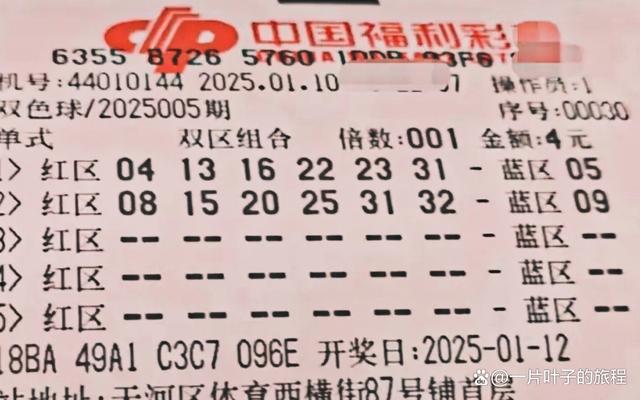 中国福利彩
6355 8726 5760
机号:44010144 2025.01.10 操作员:1
双色球/2025005期 序号:00030
单式 双区组合 倍数:001 金额:4元
1> 红区 04 13 16 22 23 31 - 蓝区 05
2> 红区 08 15 20 25 31 32 - 蓝区 09
3> 红区 -- -- -- -- -- -- - 蓝区 --
4> 红区 -- -- -- -- -- -- - 蓝区 --
5> 红区 -- -- -- -- -- -- - 蓝区 --
18BA 49A1 C3C7 096E 开奖日:2025-01-12
站地址:天河区体育西横街87号铺首层
@一片叶子的旅程